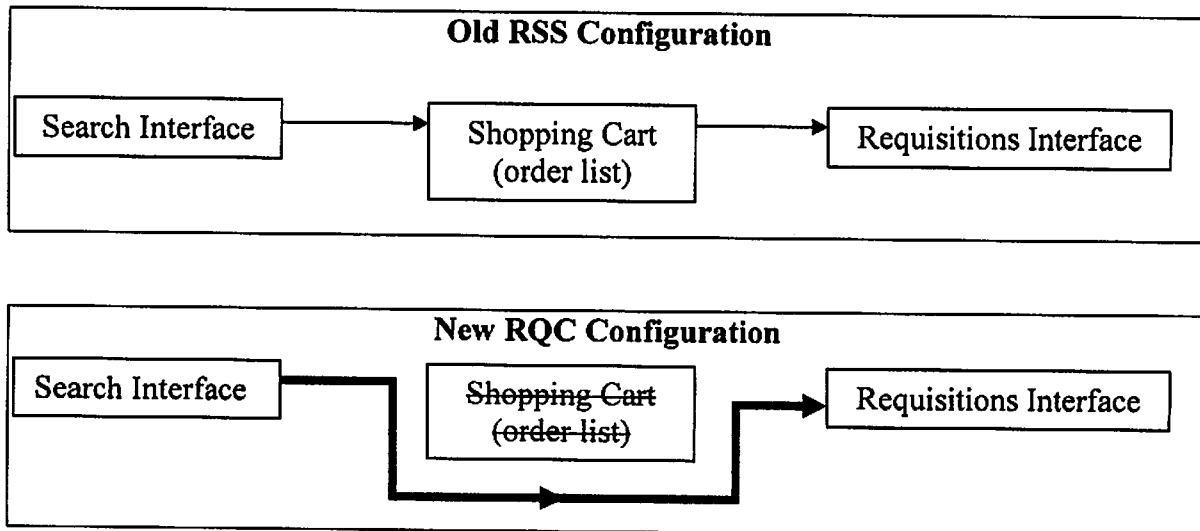 Old RSS Configuration
Search Interface
Shopping Cart
(order list)
Requisitions Interface
New RQC Configuration
Search Interface
Shopping Cart
(order list)
Requisitions Interface